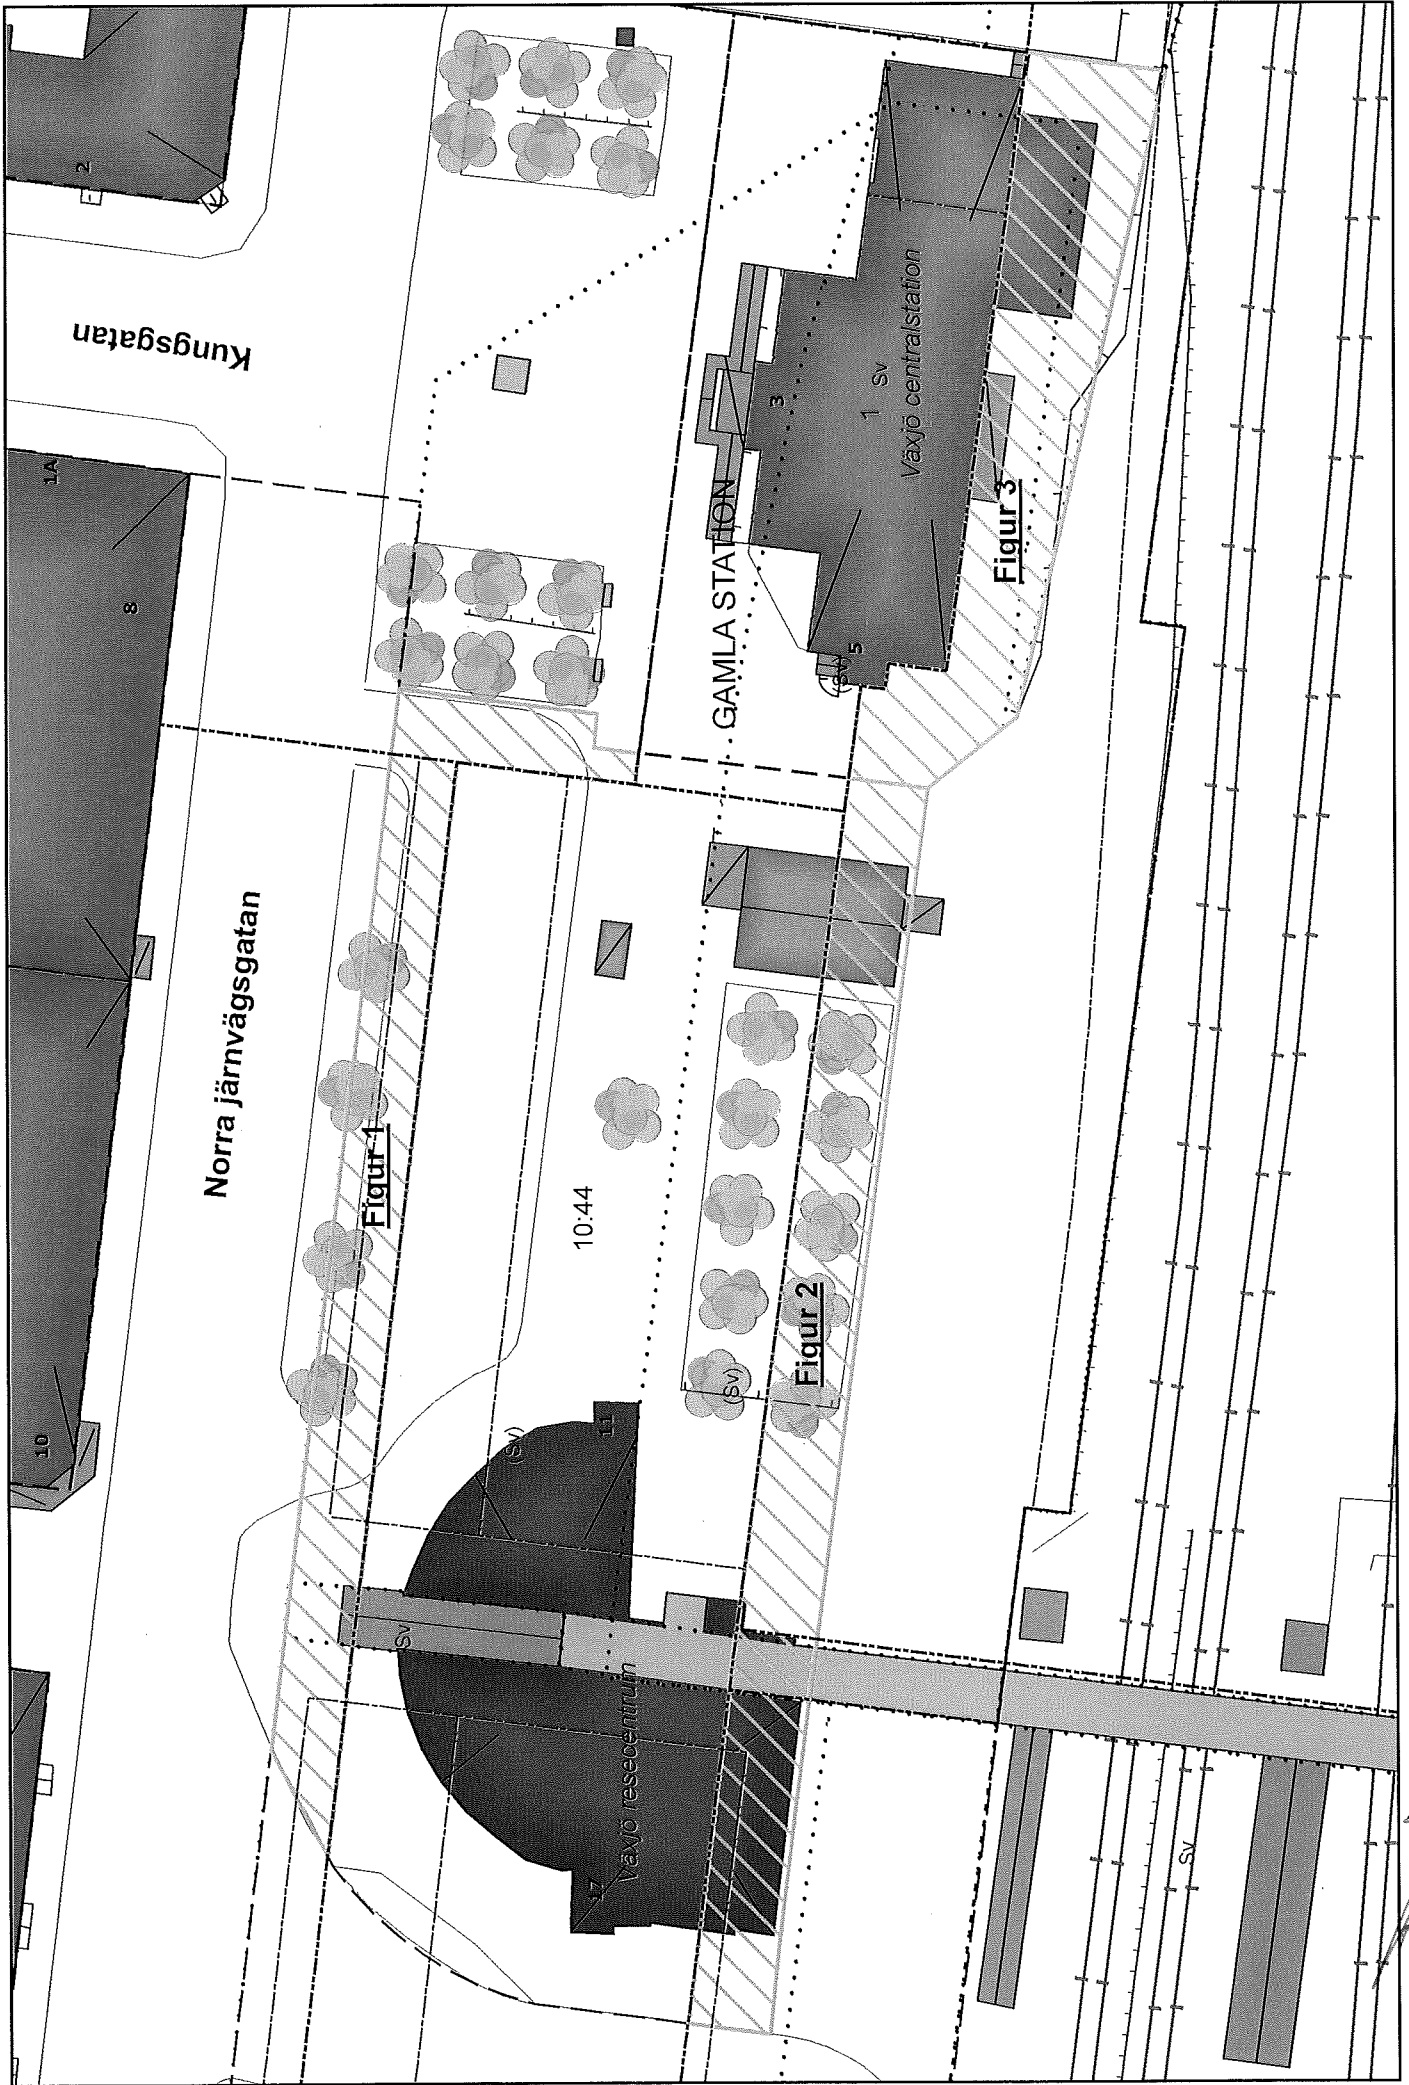 Kungsgatan
2
1A
8
3
1
Sv
Växjö centralstation
GAMLA STATION
5
(Sv)
Figur 3
Norra järnvägsgatan
Figur 1
10:44
Figur 2
(Sv)
10
(Sv)
11
Sv
Växjö resecentrum
17
Sv